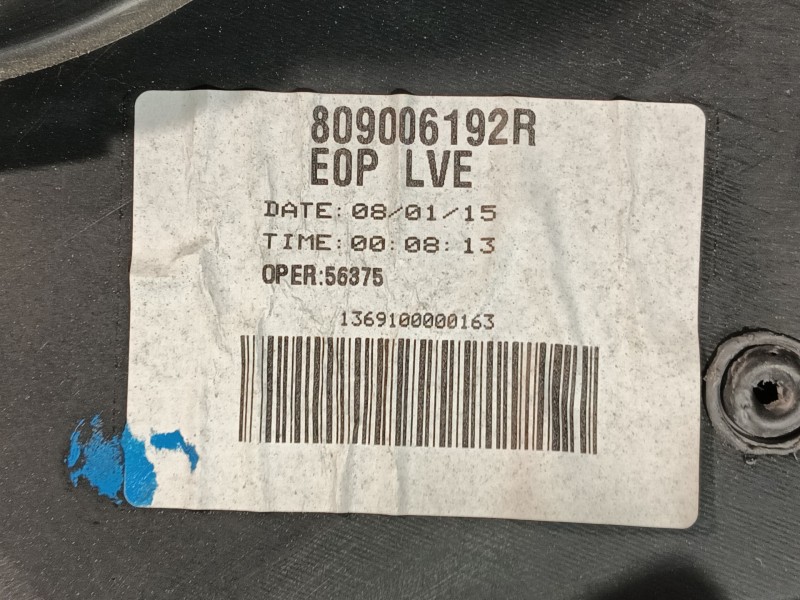 809006192R
EOP LVE
DATE: 08/01/15
TIME: 00:08:13
OPER:56375
1369100000163